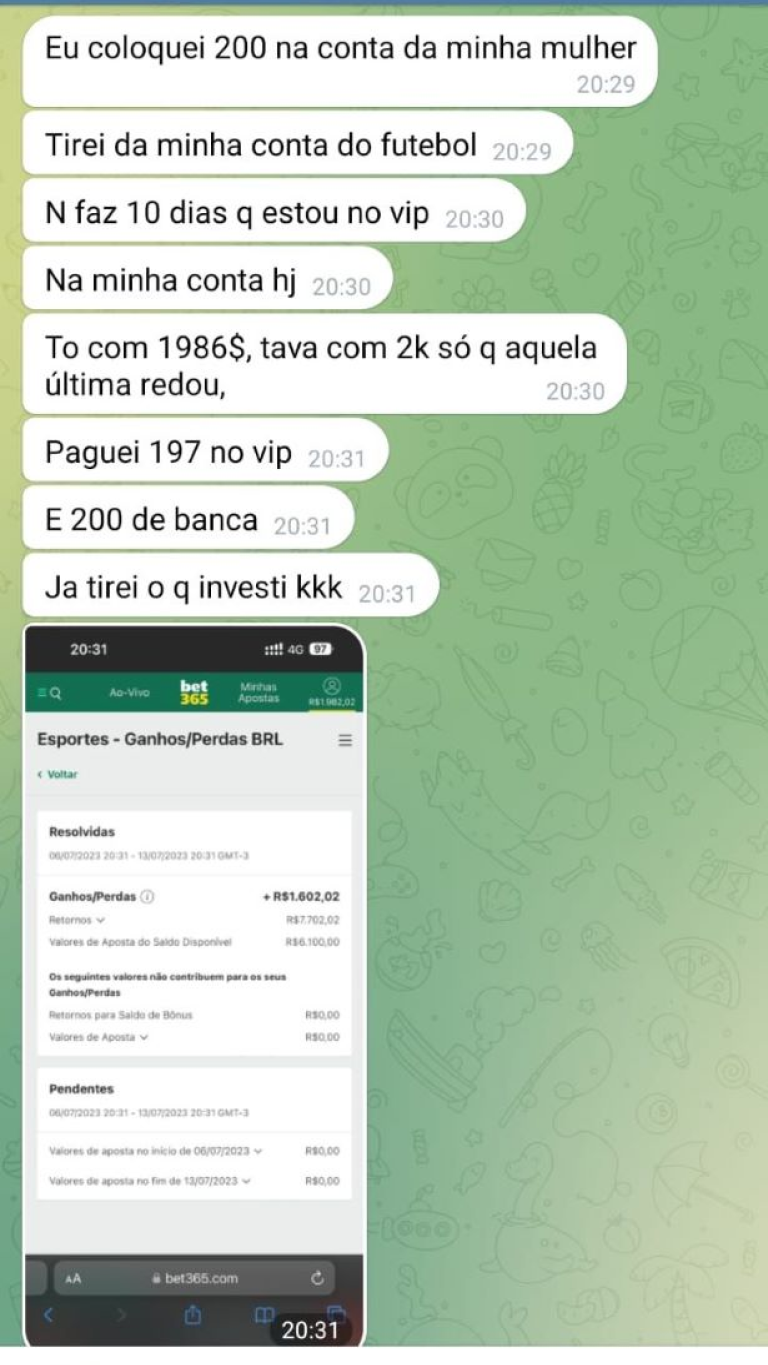 Eu coloquei 200 na conta da minha mulher
20:29
Tirei da minha conta do futebol 20:29
N faz 10 dias q estou no vip 20:30
Na minha conta hj 20:30
To com 1986$, tava com 2k só q aquela
última redou, 20:30
Paguei 197 no vip 20:31
E 200 de banca 20:31
Ja tirei o q investi kkk 20:31
20:31 4G 97
Ao-Vivo bet365 Minhas Apostas R$1.982,02
Esportes - Ganhos/Perdas BRL
< Voltar
Resolvidas
06/07/2023 20:31 - 13/07/2023 20:31 GMT-3
Ganhos/Perdas + R$1.602,02
Retornos R$7.702,02
Valores de Aposta do Saldo Disponível R$6.100,00
Os seguintes valores não contribuem para os seus
Ganhos/Perdas
Retornos para Saldo de Bônus R$0,00
Valores de Aposta R$0,00
Pendentes
06/07/2023 20:31 - 13/07/2023 20:31 GMT-3
Valores de aposta no início de 06/07/2023 R$0,00
Valores de aposta no fim de 13/07/2023 R$0,00
AA bet365.com
20:31